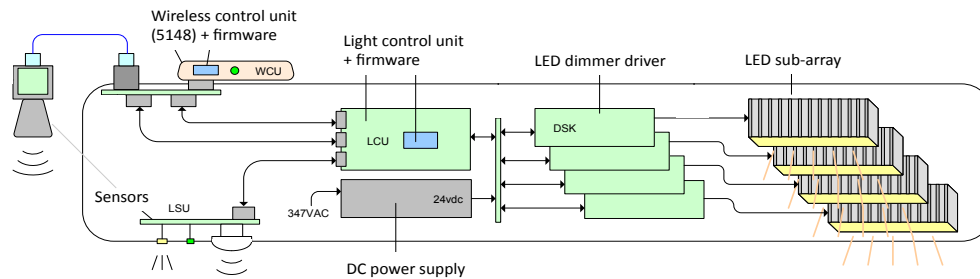 Wireless control unit
(5148) + firmware
WCU
Light control unit
+ firmware
LED dimmer driver
LED sub-array
LCU
DSK
Sensors
LSU
347VAC
24vdc
DC power supply